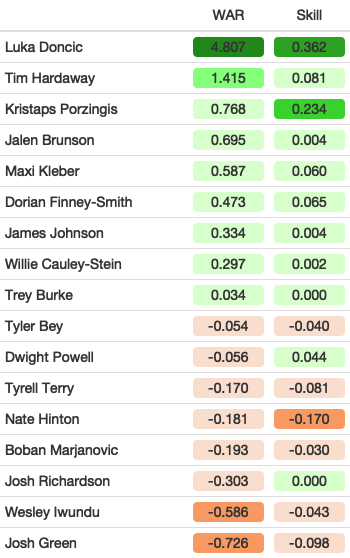 WAR Skill
Luka Doncic 4.807 0.362
Tim Hardaway 1.415 0.081
Kristaps Porzingis 0.768 0.234
Jalen Brunson 0.695 0.004
Maxi Kleber 0.587 0.060
Dorian Finney-Smith 0.473 0.065
James Johnson 0.334 0.004
Willie Cauley-Stein 0.297 0.002
Trey Burke 0.034 0.000
Tyler Bey -0.054 -0.040
Dwight Powell -0.056 0.044
Tyrell Terry -0.170 -0.081
Nate Hinton -0.181 -0.170
Boban Marjanovic -0.193 -0.030
Josh Richardson -0.303 0.000
Wesley Iwundu -0.586 -0.043
Josh Green -0.726 -0.098